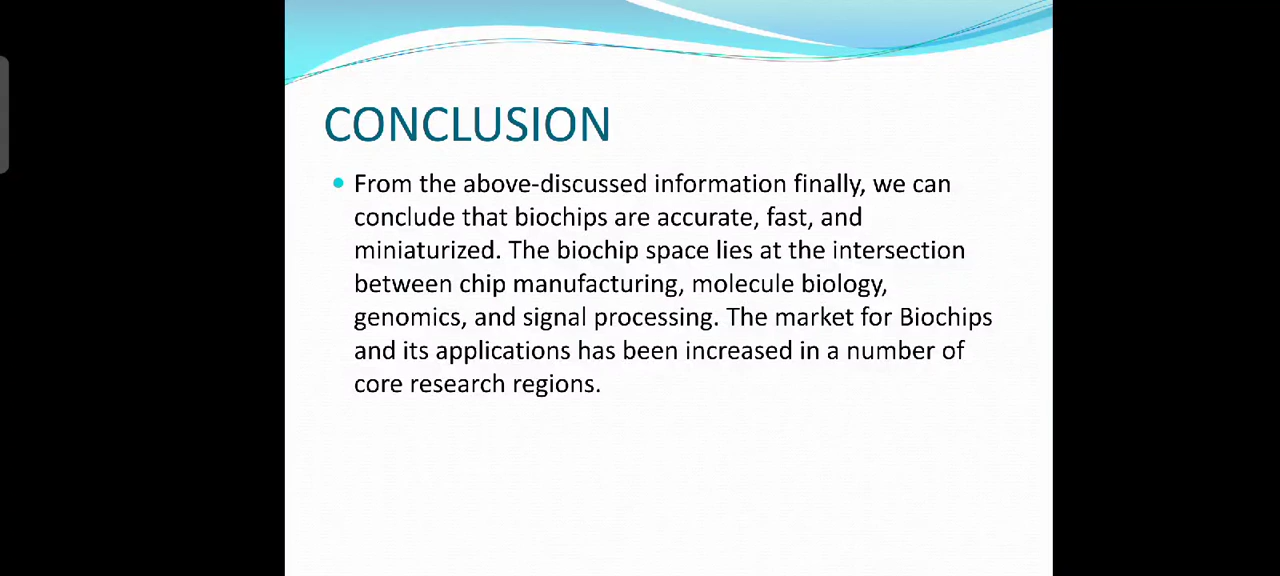 CONCLUSION
From the above-discussed information finally, we can
conclude that biochips are accurate, fast, and
miniaturized. The biochip space lies at the intersection
between chip manufacturing, molecule biology,
genomics, and signal processing. The market for Biochips
and its applications has been increased in a number of
core research regions.